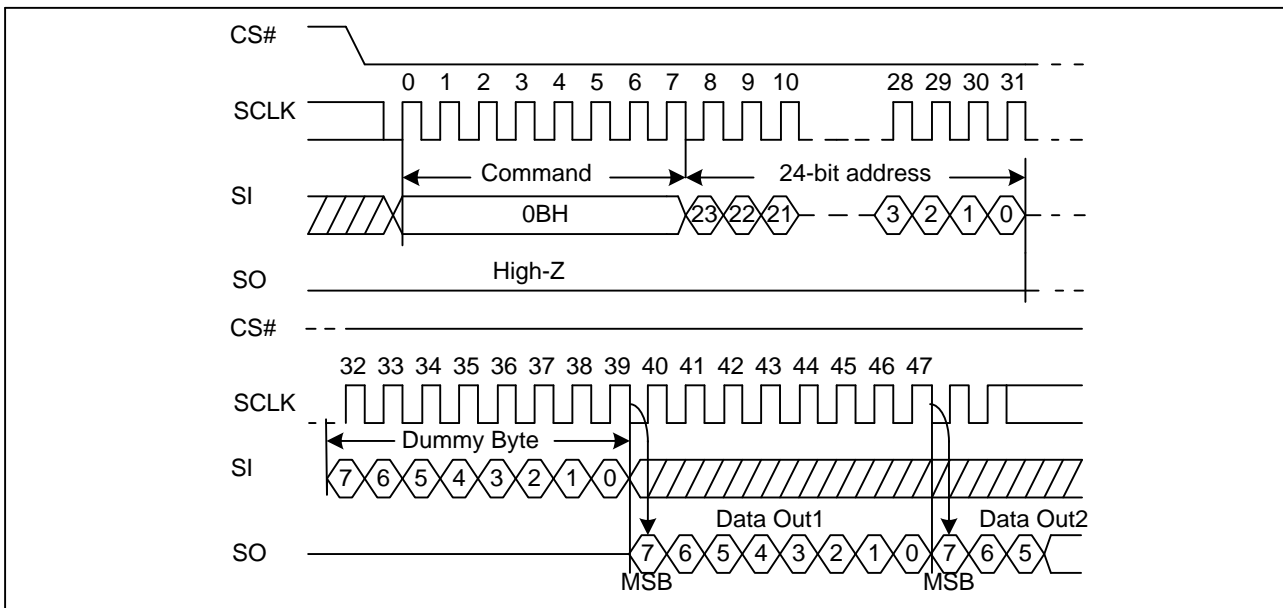 CS#
0 1 2 3 4 5 6 7 8 9 10 28 29 30 31
SCLK
Command 24-bit address
SI
0BH 23 22 21 3 2 1 0
High-Z
SO
CS#
32 33 34 35 36 37 38 39 40 41 42 43 44 45 46 47
SCLK
Dummy Byte
SI
7 6 5 4 3 2 1 0
Data Out1 Data Out2
SO
7 6 5 4 3 2 1 0 7 6 5
MSB MSB